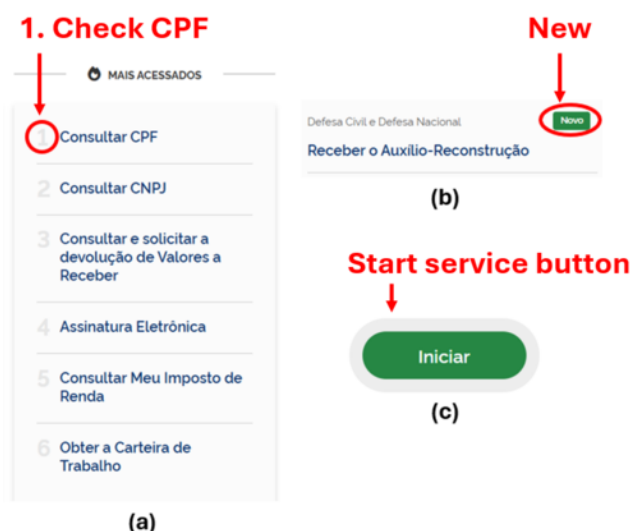 1. Check CPF
MAIS ACESSADOS
1 Consultar CPF
2 Consultar CNPJ
3 Consultar e solicitar a
devolução de Valores a
Receber
4 Assinatura Eletrônica
5 Consultar Meu Imposto de
Renda
6 Obter a Carteira de
Trabalho
(a)
New
Defesa Civil e Defesa Nacional
Novo
Receber o Auxílio-Reconstrução
(b)
Start service button
Iniciar
(c)